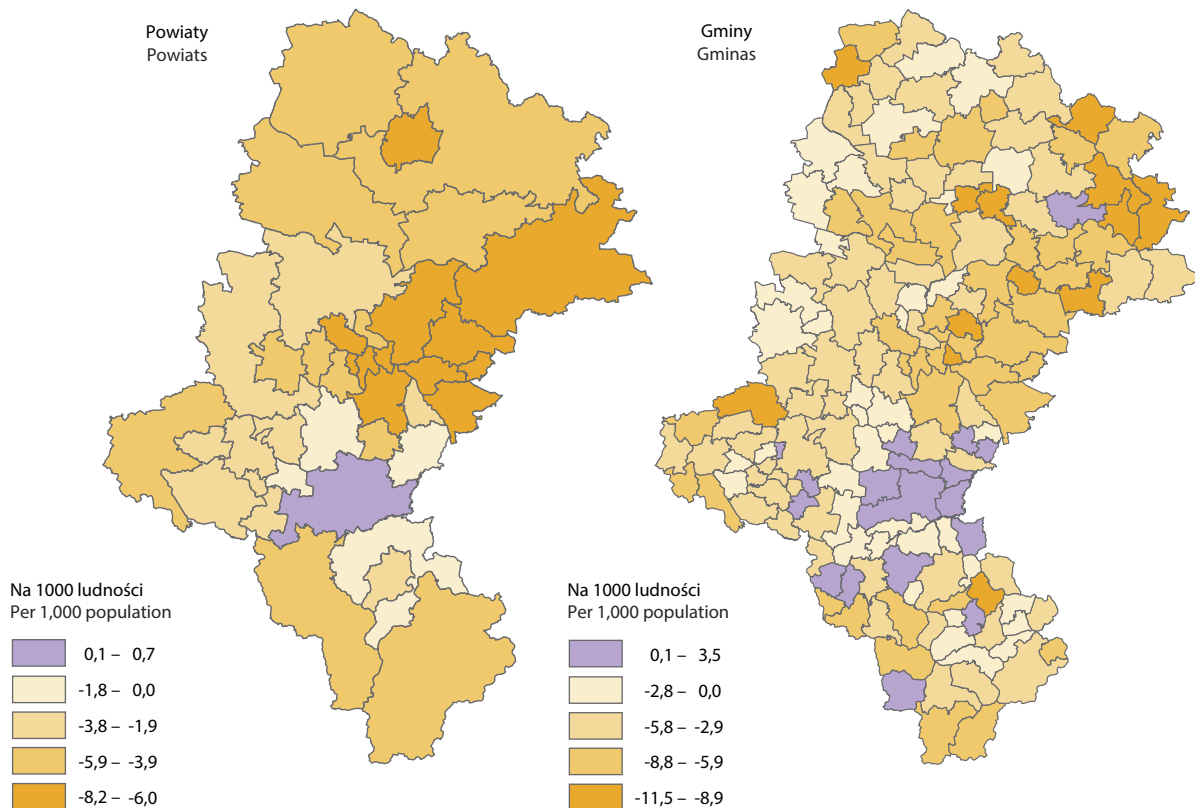 Powiaty
Powiats
Na 1000 ludności
Per 1,000 population
0,1 – 0,7
-1,8 – 0,0
-3,8 – -1,9
-5,9 – -3,9
-8,2 – -6,0
Gminy
Gminas
Na 1000 ludności
Per 1,000 population
0,1 – 3,5
-2,8 – 0,0
-5,8 – -2,9
-8,8 – -5,9
-11,5 – -8,9